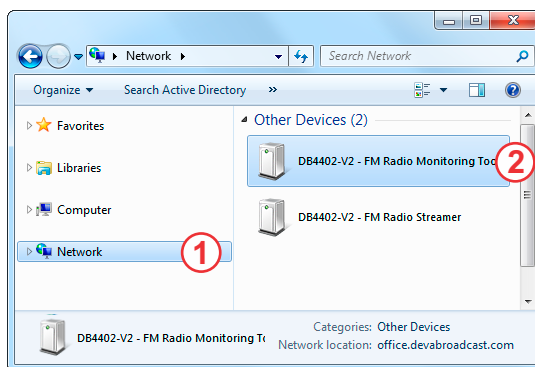 Network
Search Network
Organize
Search Active Directory
»
Favorites
Libraries
Computer
Network
1
Other Devices (2)
DB4402-V2 - FM Radio Monitoring Too
2
DB4402-V2 - FM Radio Streamer
DB4402-V2 - FM Radio Monitoring To
Categories: Other Devices
Network location: office.devabroadcast.com